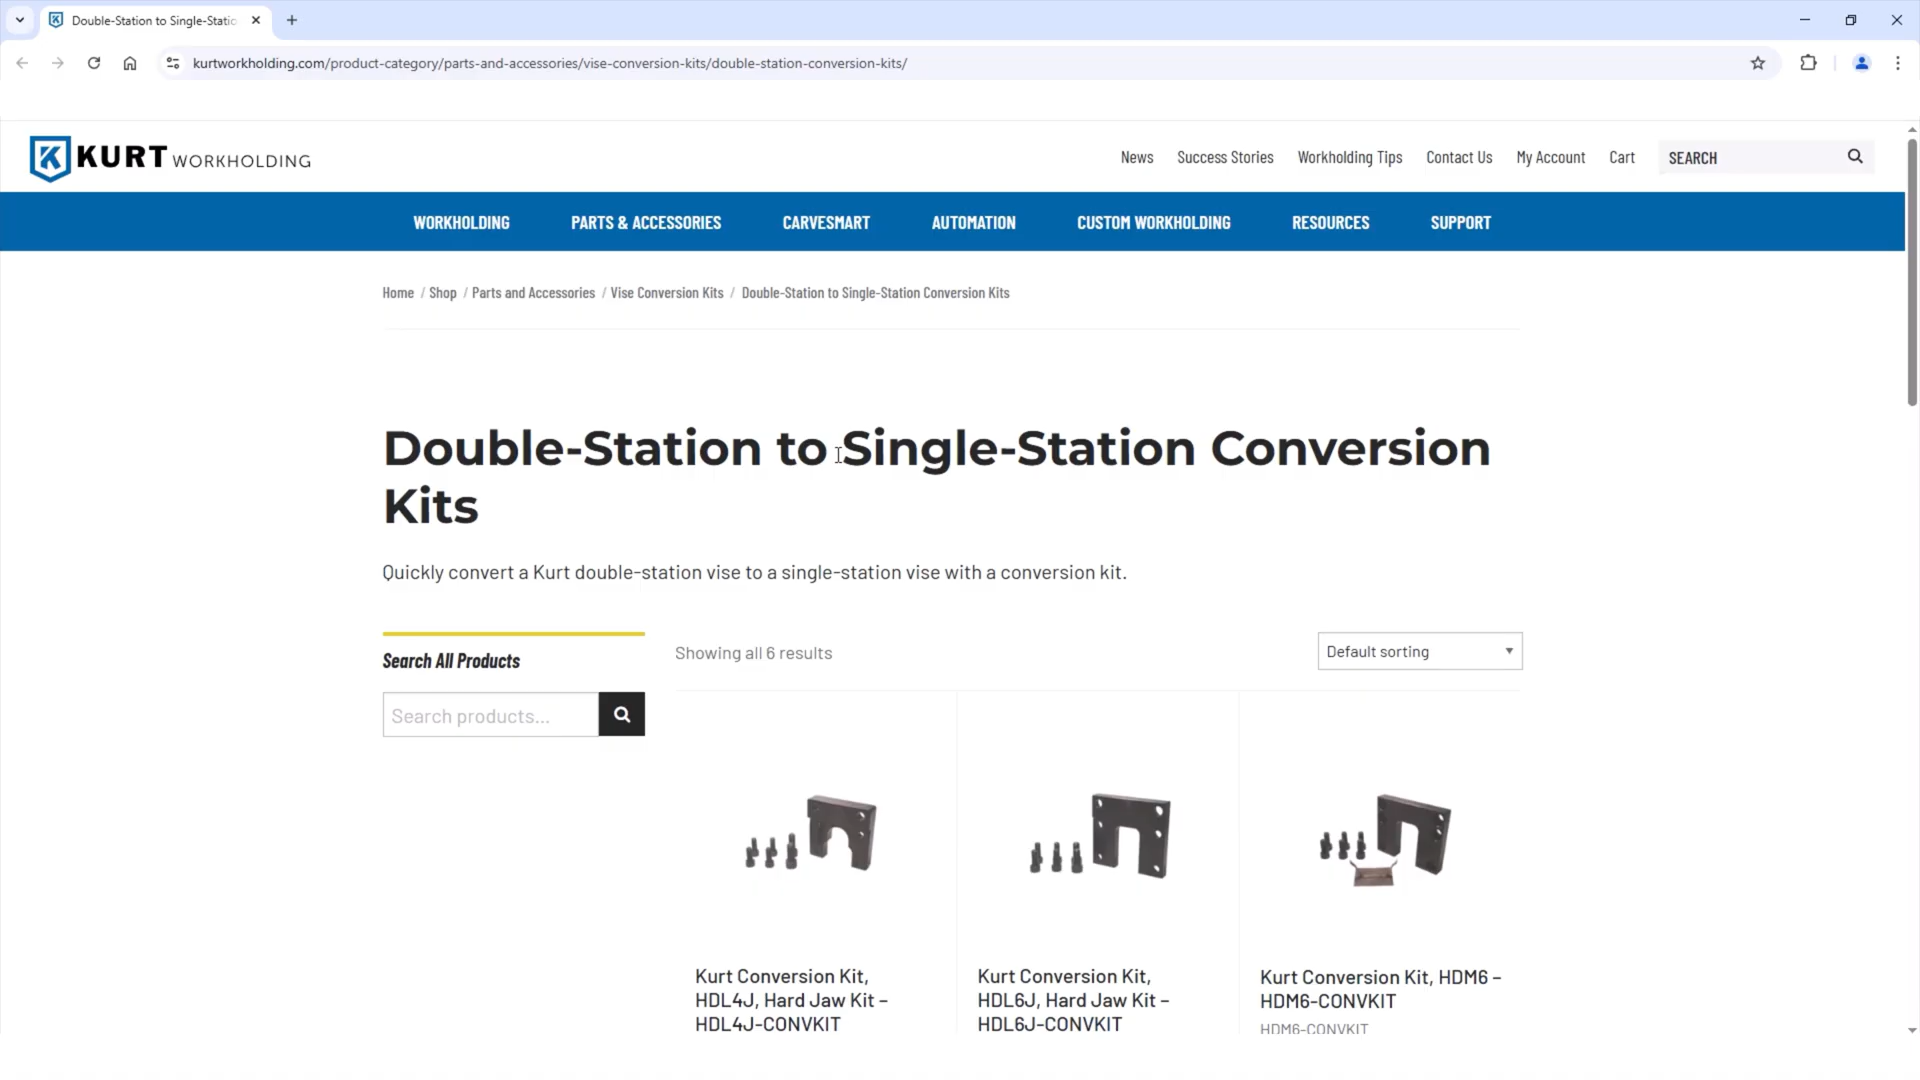 Double-Station to Single-Statio
kurtworkholding.com/product-category/parts-and-accessories/vise-conversion-kits/double-station-conversion-kits/
KURT WORKHOLDING
News Success Stories Workholding Tips Contact Us My Account Cart SEARCH
WORKHOLDING PARTS & ACCESSORIES CARVESMART AUTOMATION CUSTOM WORKHOLDING RESOURCES SUPPORT
Home / Shop / Parts and Accessories / Vise Conversion Kits / Double-Station to Single-Station Conversion Kits
Double-Station to Single-Station Conversion
Kits
Quickly convert a Kurt double-station vise to a single-station vise with a conversion kit.
Search All Products
Showing all 6 results
Default sorting
Search products...
Kurt Conversion Kit,
HDL4J, Hard Jaw Kit –
HDL4J-CONVKIT
Kurt Conversion Kit,
HDL6J, Hard Jaw Kit –
HDL6J-CONVKIT
Kurt Conversion Kit, HDM6 –
HDM6-CONVKIT
HDM6-CONVKIT